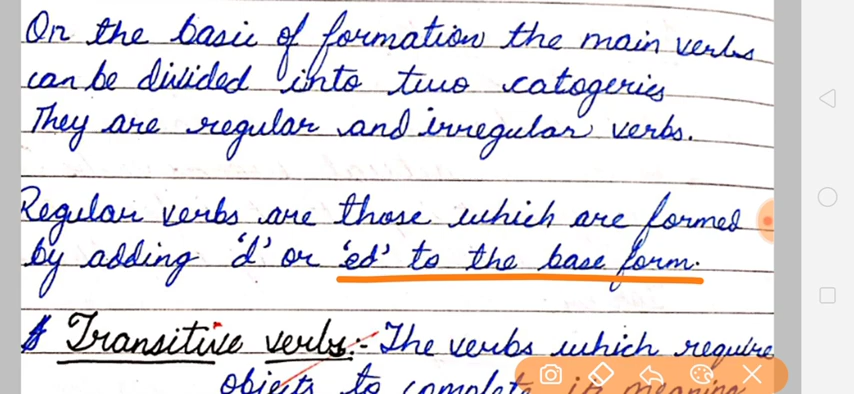 On the basic of formation the main verbs
can be divided into two catogeries
They are regular and irregular verbs.
Regular verbs are those which are formed
by adding 'd' or 'ed' to the base form.
Transitive verbs:- The verbs which require
objects to complete its meaning